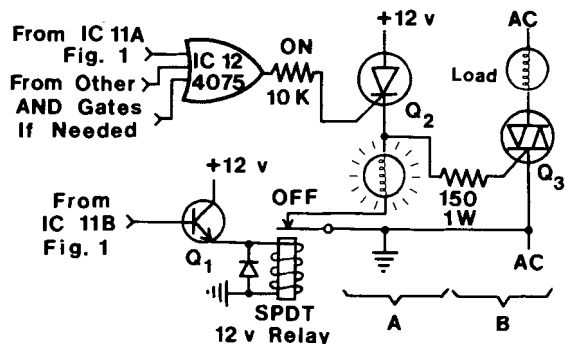 From IC 11A
Fig. 1
From Other
AND Gates
If Needed
IC 12
4075
ON
10 K
+12 v
Q2
AC
Load
Q3
150
1W
AC
+12 v
From
IC 11B
Fig. 1
Q1
OFF
SPDT
12 v Relay
A
B